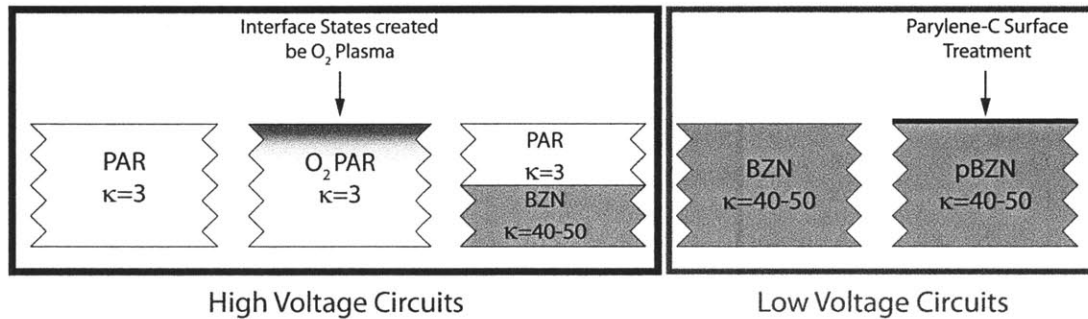 Interface States created
be O₂ Plasma
Parylene-C Surface
Treatment
PAR
κ=3
O₂ PAR
κ=3
PAR
κ=3
BZN
κ=40-50
BZN
κ=40-50
pBZN
κ=40-50
High Voltage Circuits
Low Voltage Circuits